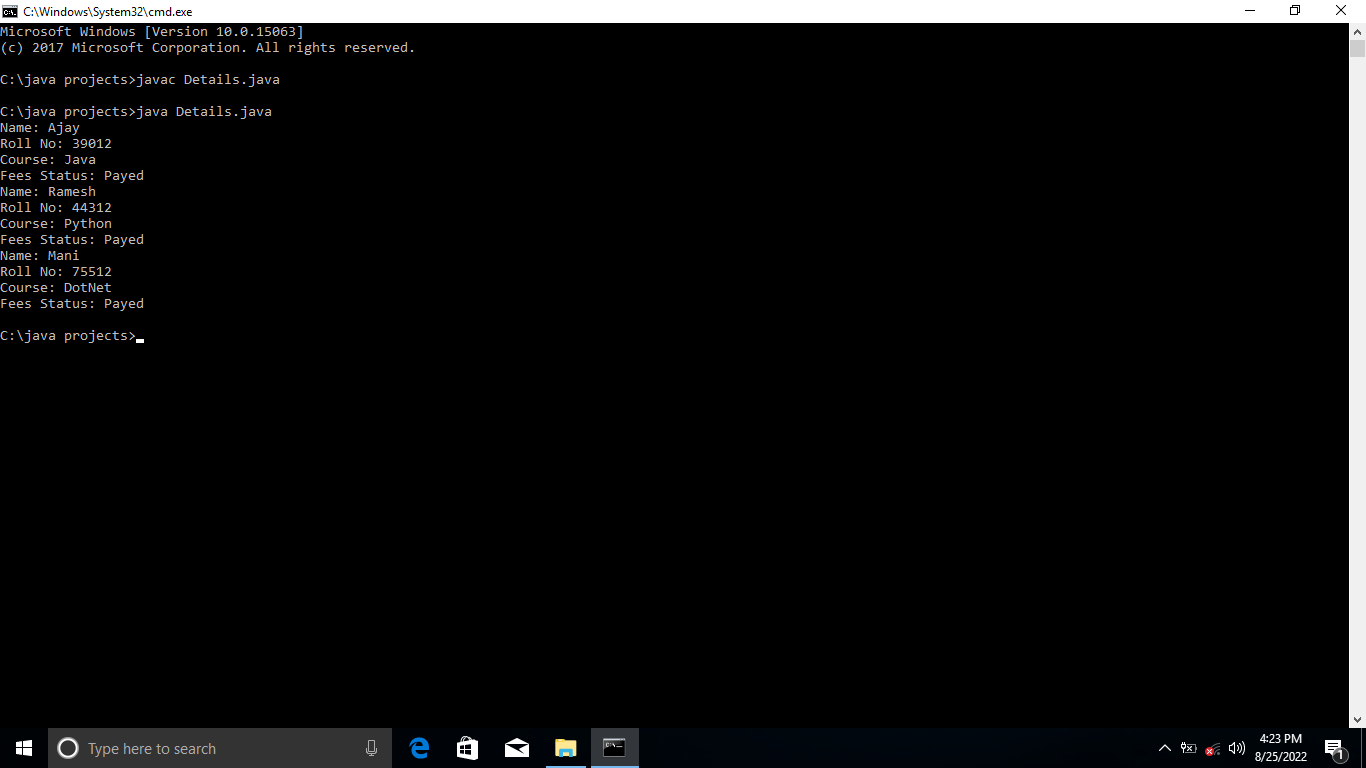 C:\Windows\System32\cmd.exe
Microsoft Windows [Version 10.0.15063]
(c) 2017 Microsoft Corporation. All rights reserved.
C:\java projects>javac Details.java
C:\java projects>java Details.java
Name: Ajay
Roll No: 39012
Course: Java
Fees Status: Payed
Name: Ramesh
Roll No: 44312
Course: Python
Fees Status: Payed
Name: Mani
Roll No: 75512
Course: DotNet
Fees Status: Payed
C:\java projects>
Type here to search
4:23 PM
8/25/2022
1